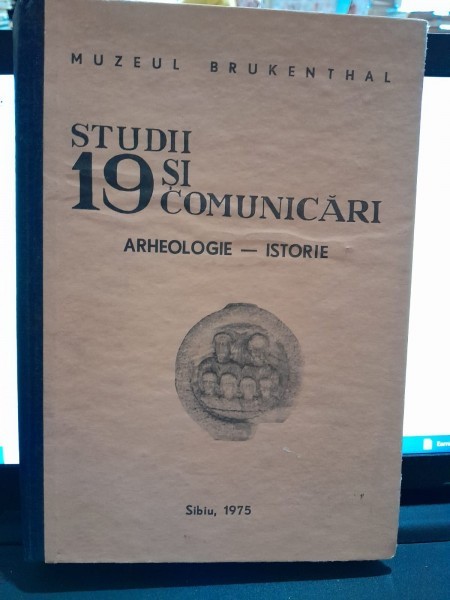 MUZEUL BRUKENTHAL
STUDII
19 ȘI
COMUNICĂRI
ARHEOLOGIE — ISTORIE
Sibiu, 1975